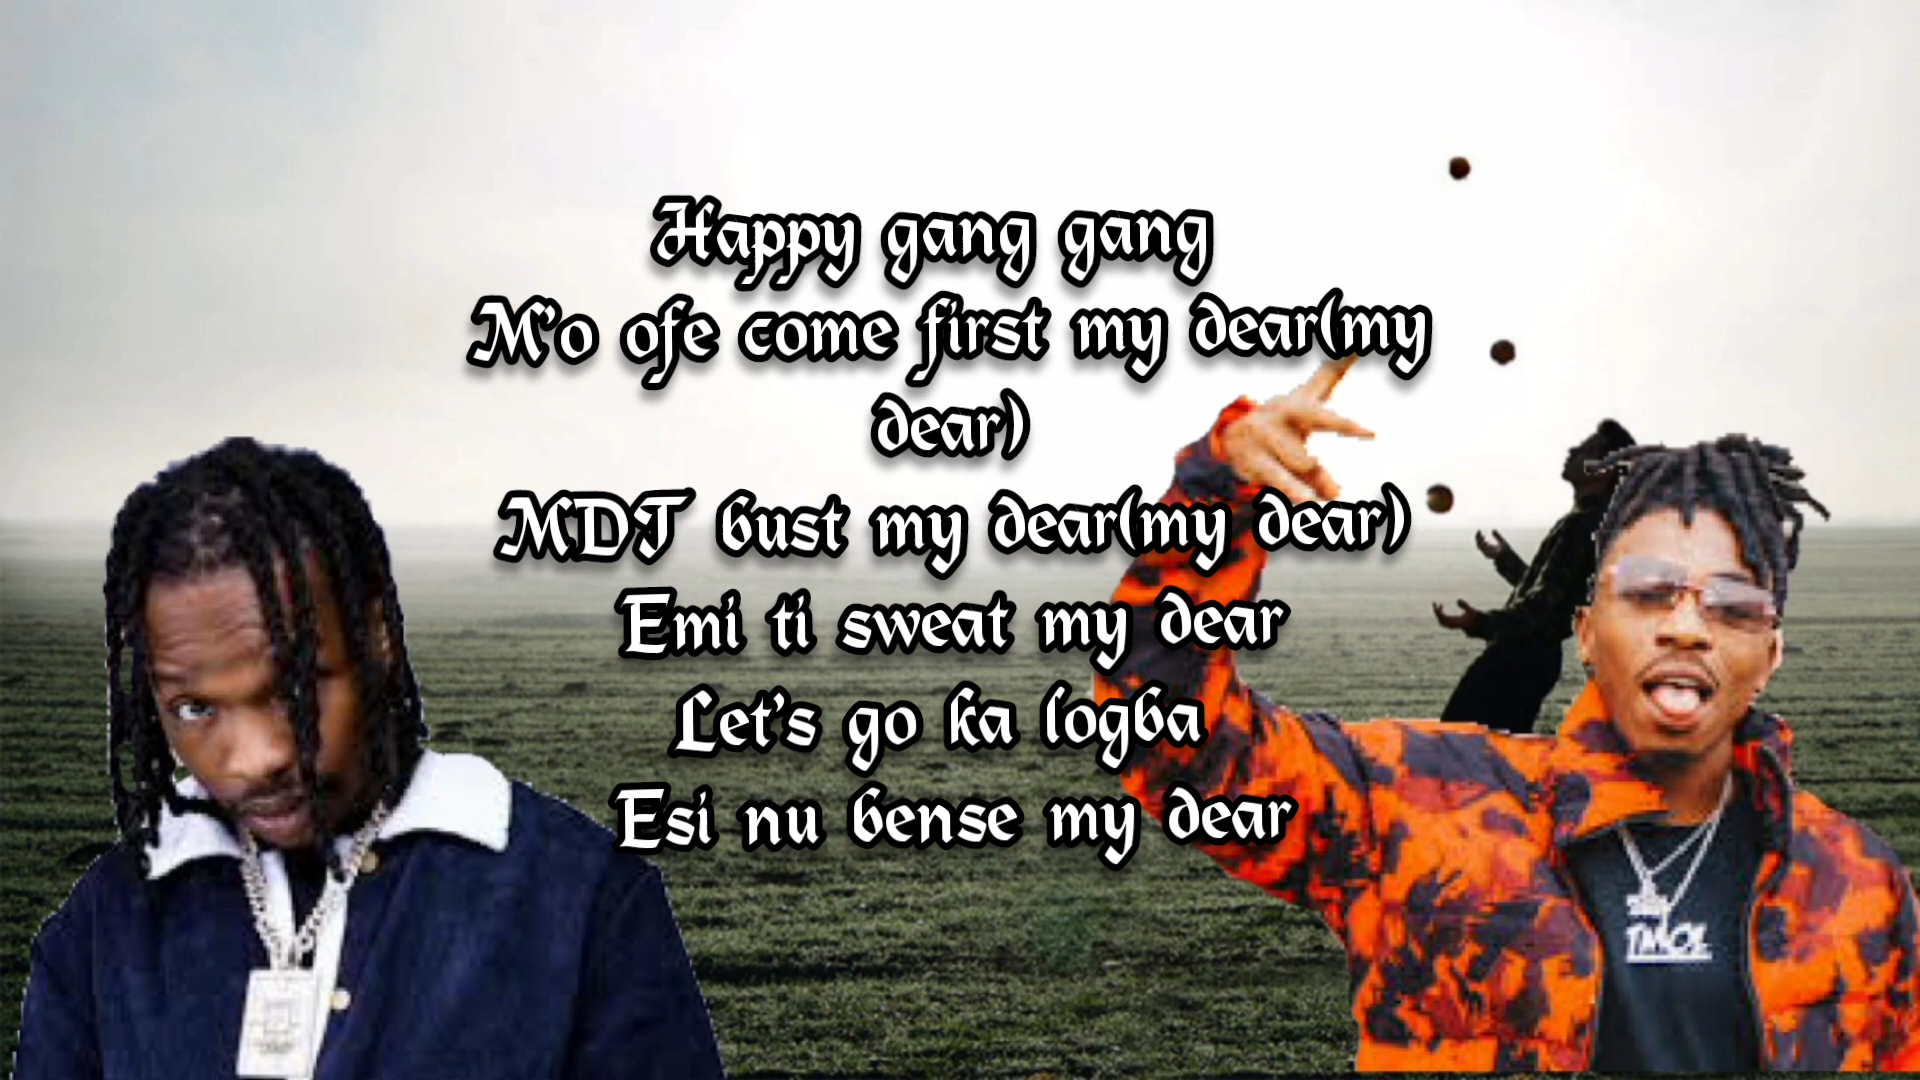 Happy gang gang
M'o ofe come first my dear(my
dear)
MDT bust my dear(my dear)
Emi ti sweat my dear
Let's go ka logba
Esi nu bense my dear